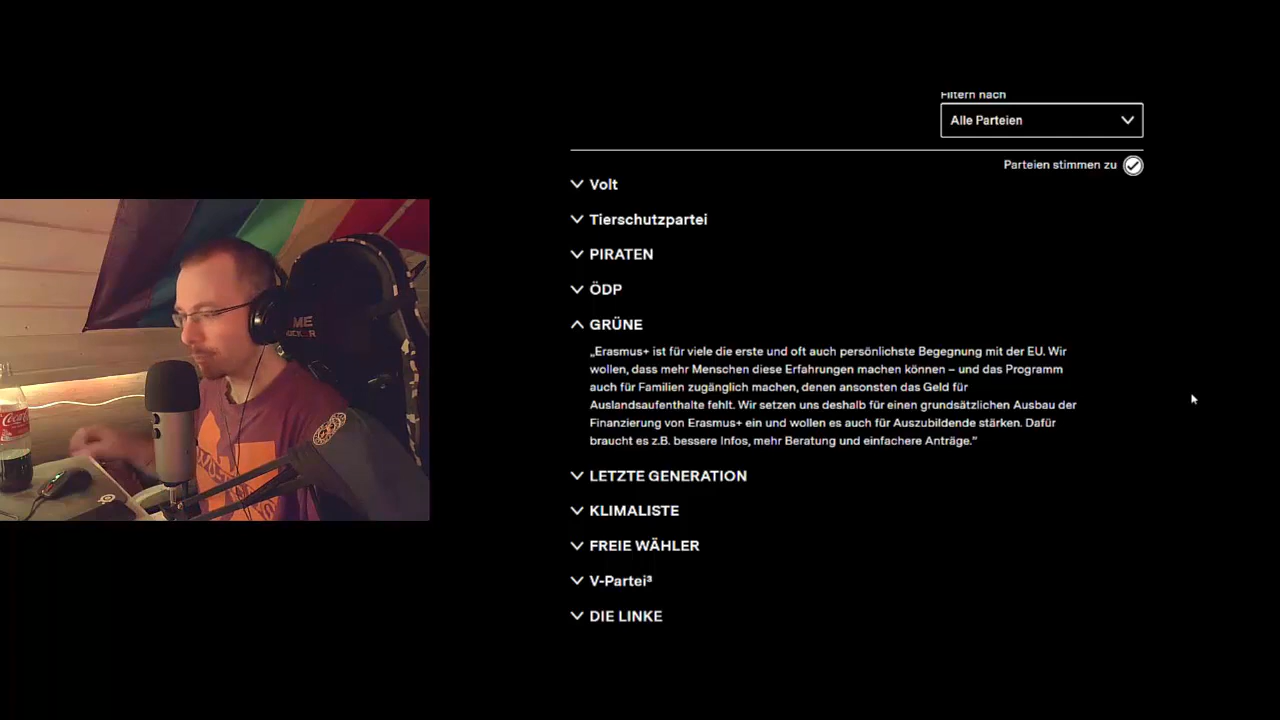 Filtern nach
Alle Parteien
Parteien stimmen zu
Volt
Tierschutzpartei
PIRATEN
ÖDP
GRÜNE
„Erasmus+ ist für viele die erste und oft auch persönlichste Begegnung mit der EU. Wir
wollen, dass mehr Menschen diese Erfahrungen machen können – und das Programm
auch für Familien zugänglich machen, denen ansonsten das Geld für
Auslandsaufenthalte fehlt. Wir setzen uns deshalb für einen grundsätzlichen Ausbau der
Finanzierung von Erasmus+ ein und wollen es auch für Auszubildende stärken. Dafür
braucht es z.B. bessere Infos, mehr Beratung und einfachere Anträge.”
LETZTE GENERATION
KLIMALISTE
FREIE WÄHLER
V-Partei³
DIE LINKE
Coca-Cola
ME